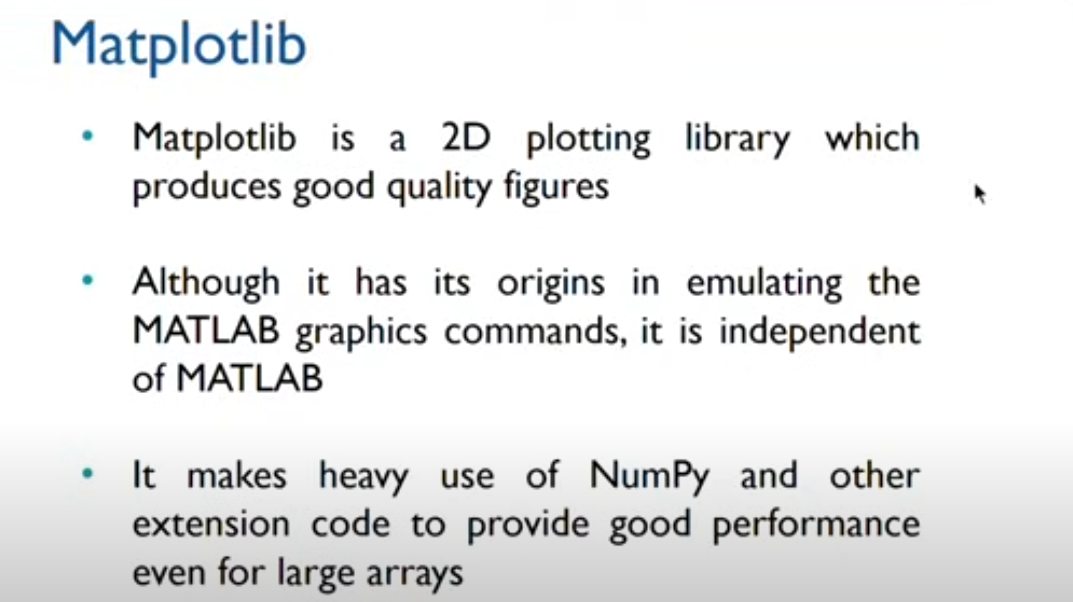 Matplotlib
• Matplotlib is a 2D plotting library which
produces good quality figures
• Although it has its origins in emulating the
MATLAB graphics commands, it is independent
of MATLAB
• It makes heavy use of NumPy and other
extension code to provide good performance
even for large arrays